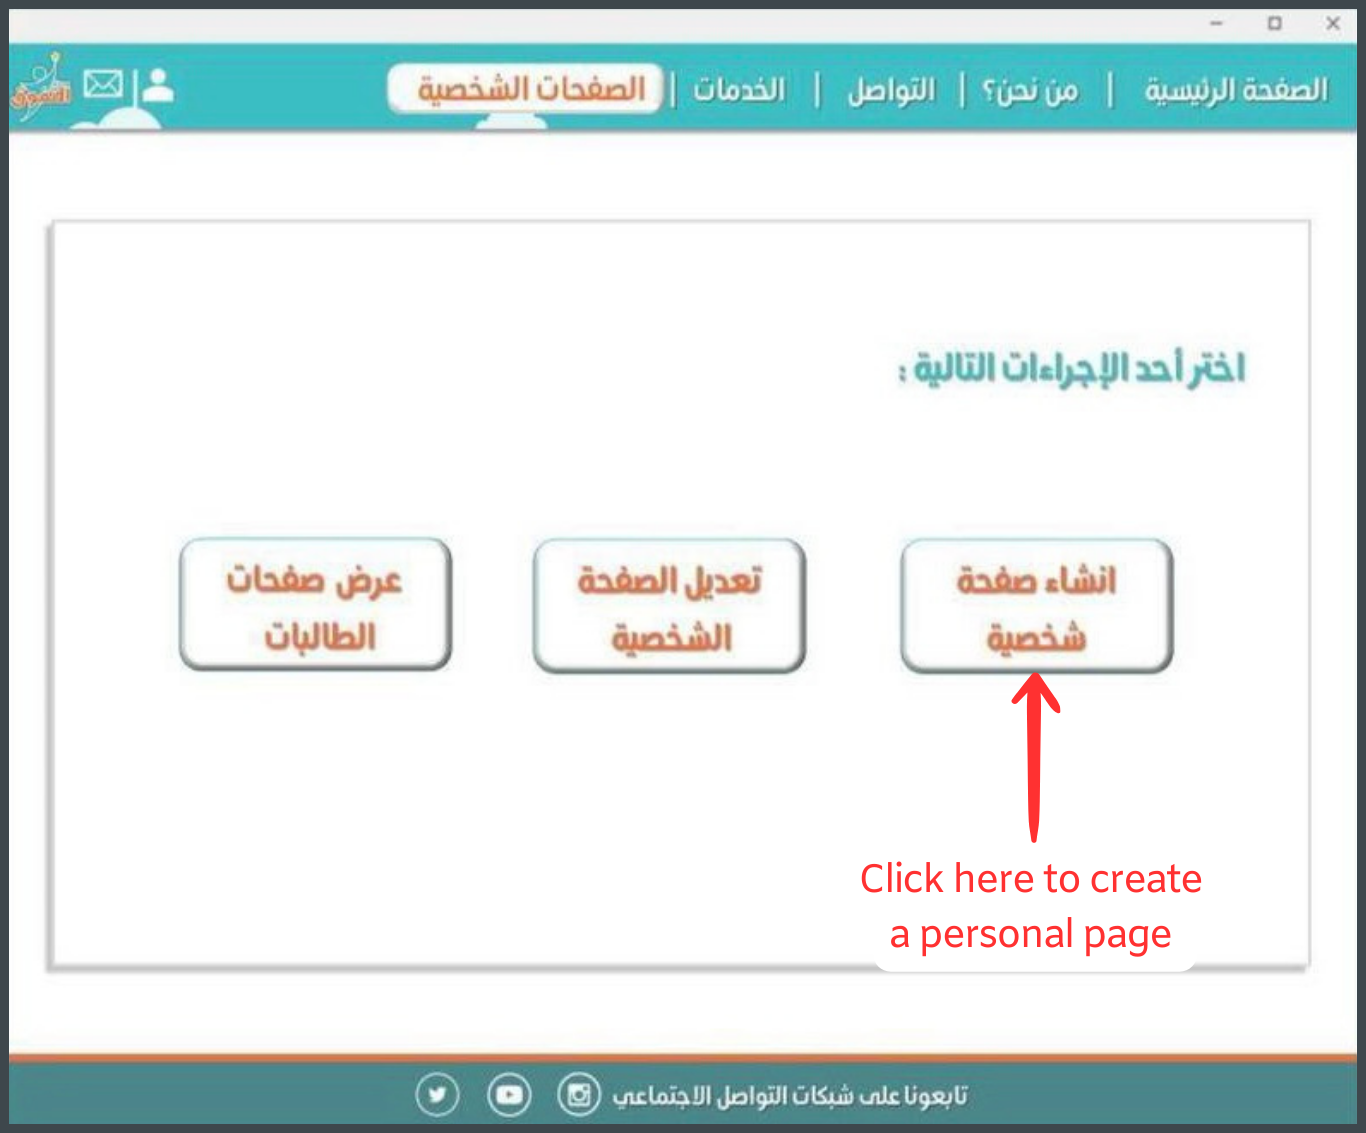 الصفحة الرئيسية | من نحن؟ | التواصل | الخدمات | الصفحات الشخصية
اختر أحد الإجراءات التالية :
انشاء صفحة
شخصية
تعديل الصفحة
الشخصية
عرض صفحات
الطالبات
Click here to create
a personal page
تابعونا على شبكات التواصل الاجتماعي